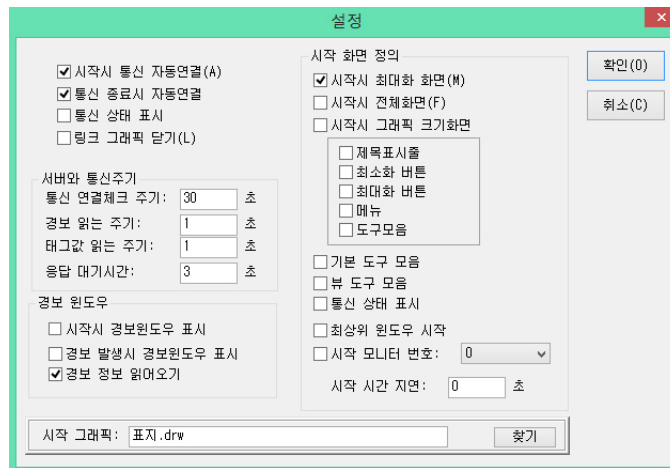 설정
시작시 통신 자동연결(A)
통신 종료시 자동연결
통신 상태 표시
링크 그래픽 닫기(L)
서버와 통신주기
통신 연결체크 주기: 30 초
경보 읽는 주기: 1 초
태그값 읽는 주기: 1 초
응답 대기시간: 3 초
경보 윈도우
시작시 경보윈도우 표시
경보 발생시 경보윈도우 표시
경보 정보 읽어오기
시작 화면 정의
시작시 최대화 화면(M)
시작시 전체화면(F)
시작시 그래픽 크기화면
제목표시줄
최소화 버튼
최대화 버튼
메뉴
도구모음
기본 도구 모음
뷰 도구 모음
통신 상태 표시
최상위 윈도우 시작
시작 모니터 번호: 0
시작 시간 지연: 0 초
확인(O)
취소(C)
시작 그래픽: 표지.drw 찾기